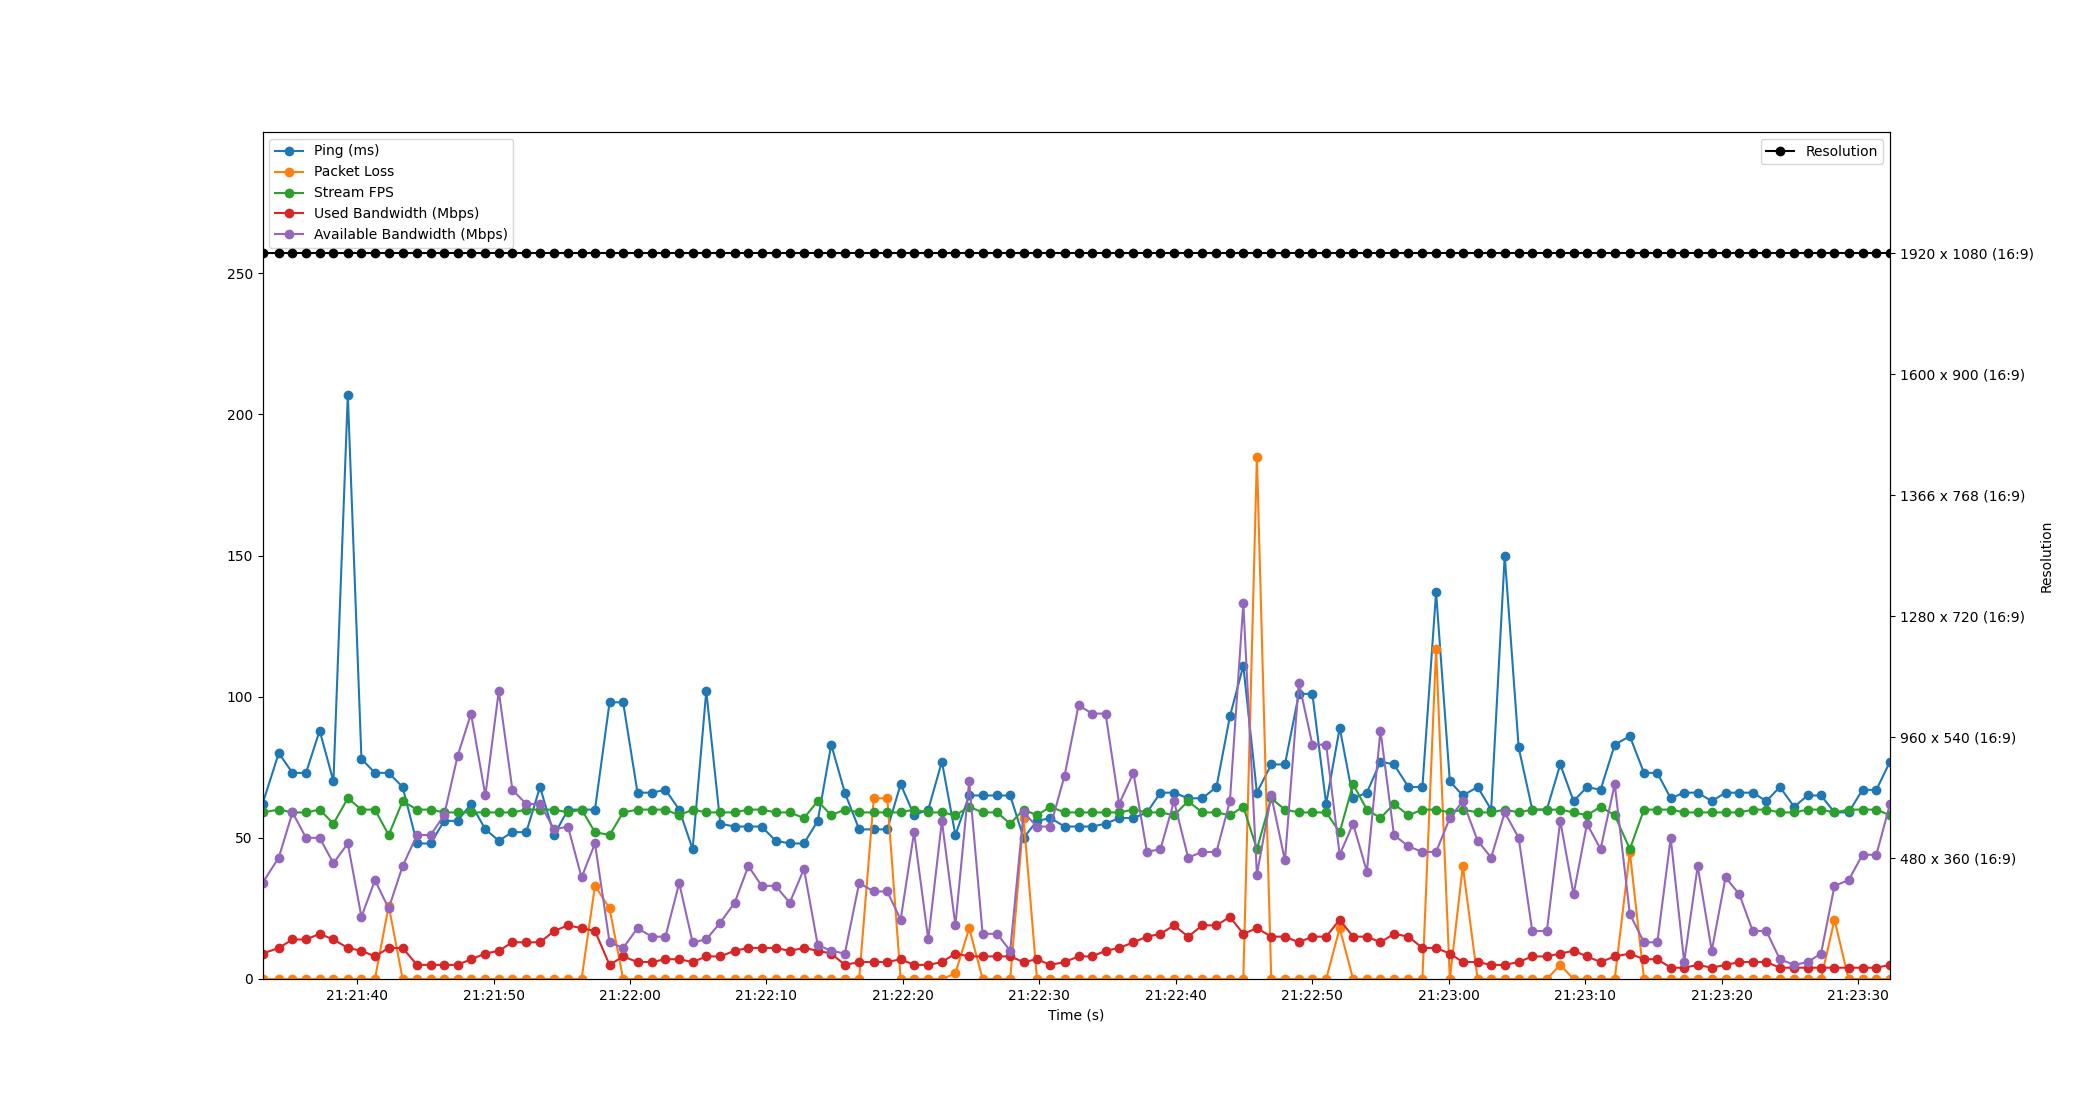 Ping (ms)
Packet Loss
Stream FPS
Used Bandwidth (Mbps)
Available Bandwidth (Mbps)
Resolution
250
200
150
100
50
0
1920 x 1080 (16:9)
1600 x 900 (16:9)
1366 x 768 (16:9)
1280 x 720 (16:9)
960 x 540 (16:9)
480 x 360 (16:9)
Resolution
21:21:40 21:21:50 21:22:00 21:22:10 21:22:20 21:22:30 21:22:40 21:22:50 21:23:00 21:23:10 21:23:20 21:23:30
Time (s)